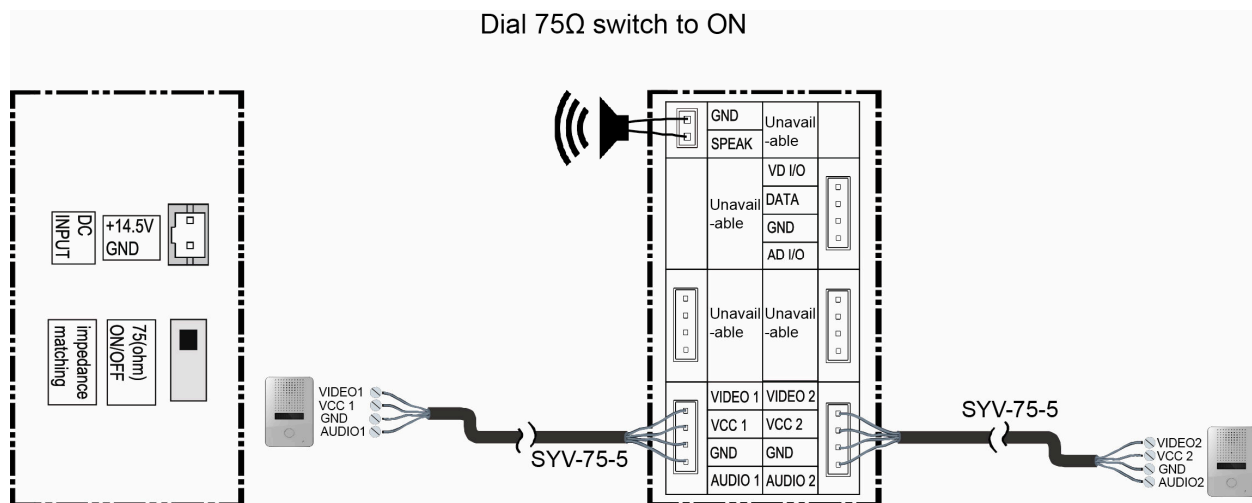 Dial 75Ω switch to ON
DC
INPUT
+14.5V
GND
impedance
matching
75(ohm)
ON/OFF
VIDEO1
VCC 1
GND
AUDIO1
SYV-75-5
GND
SPEAK
Unavail
-able
Unavail
-able
VD I/O
DATA
GND
AD I/O
Unavail
-able
Unavail
-able
VIDEO 1
VIDEO 2
VCC 1
VCC 2
GND
GND
AUDIO 1
AUDIO 2
SYV-75-5
VIDEO2
VCC 2
GND
AUDIO2